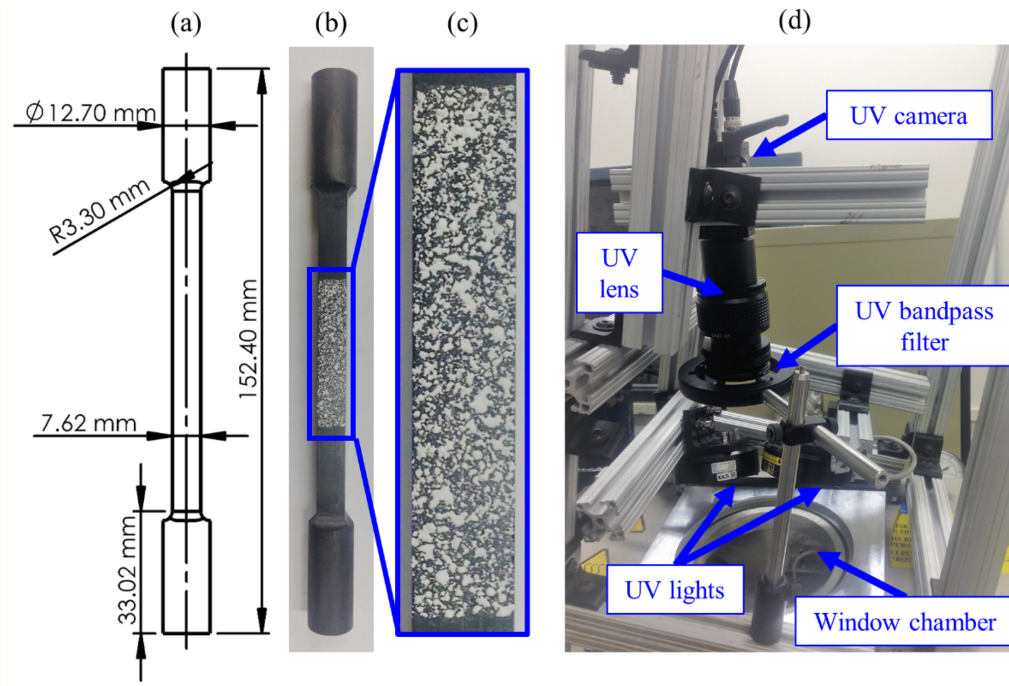 (a)
(b)
(c)
(d)
Ø12.70 mm
R3.30 mm
152.40 mm
7.62 mm
33.02 mm
UV camera
UV
lens
UV bandpass
filter
UV lights
Window chamber